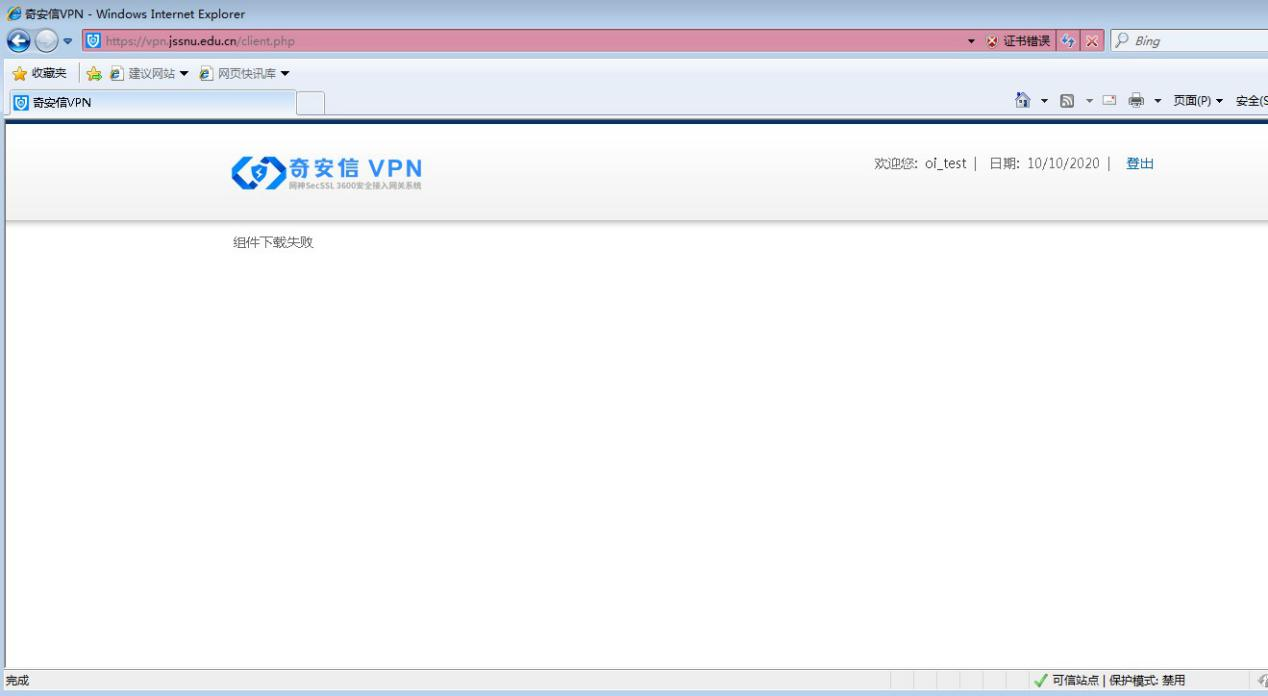 奇安信VPN - Windows Internet Explorer
https://vpn.jssnu.edu.cn/client.php 证书错误 Bing
收藏夹 建议网站 网页快讯库
奇安信VPN 页面(P) 安全(S
奇安信 VPN
网神SecSSL 3600安全接入网关系统
欢迎您: oi_test | 日期: 10/10/2020 | 登出
组件下载失败
完成 可信站点 | 保护模式: 禁用